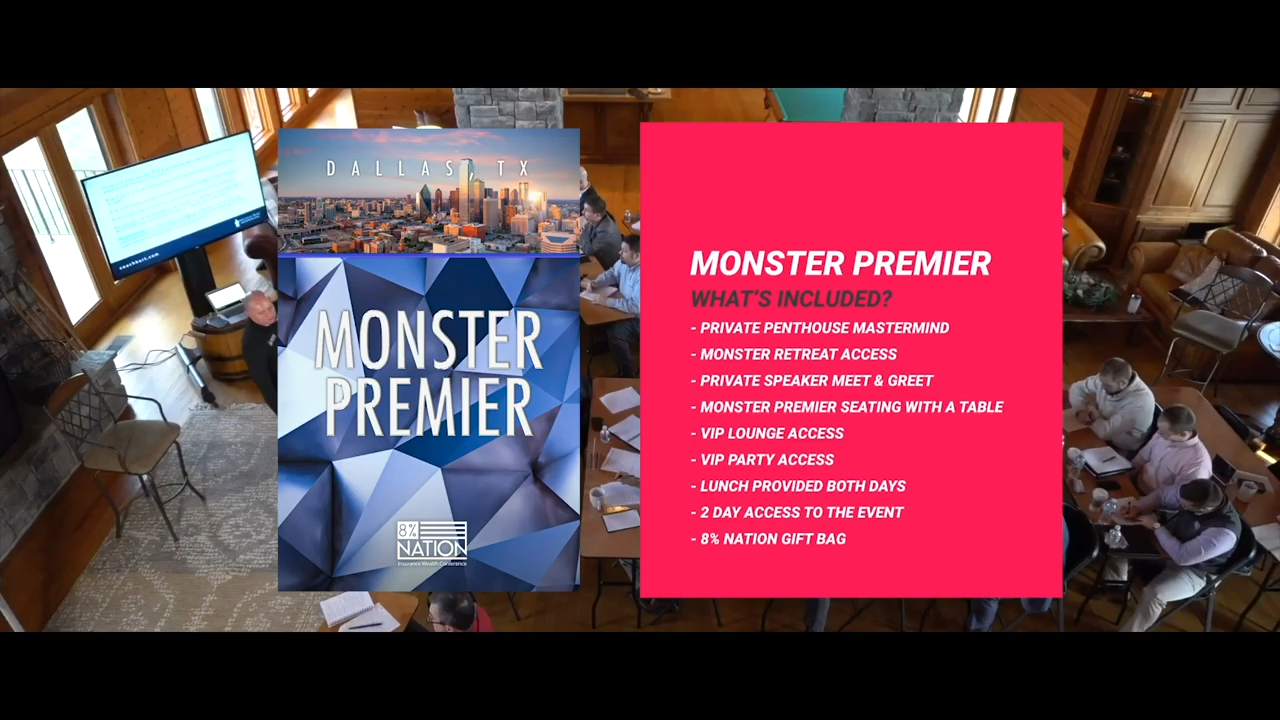 DALLAS, TX
MONSTER
PREMIER
8%
NATION
Insurance Wealth Conference
MONSTER PREMIER
WHAT'S INCLUDED?
- PRIVATE PENTHOUSE MASTERMIND
- MONSTER RETREAT ACCESS
- PRIVATE SPEAKER MEET & GREET
- MONSTER PREMIER SEATING WITH A TABLE
- VIP LOUNGE ACCESS
- VIP PARTY ACCESS
- LUNCH PROVIDED BOTH DAYS
- 2 DAY ACCESS TO THE EVENT
- 8% NATION GIFT BAG
coachburt.com